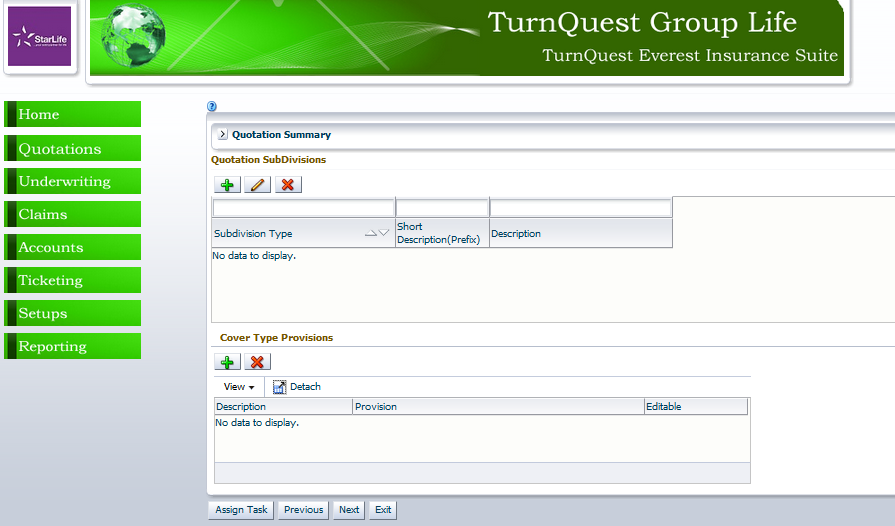 StarLife
TurnQuest Group Life
TurnQuest Everest Insurance Suite
Home
Quotations
Underwriting
Claims
Accounts
Ticketing
Setups
Reporting
?
Quotation Summary
Quotation SubDivisions
Subdivision Type
Short
Description(Prefix)
Description
No data to display.
Cover Type Provisions
View
Detach
Description
Provision
Editable
No data to display.
Assign Task
Previous
Next
Exit